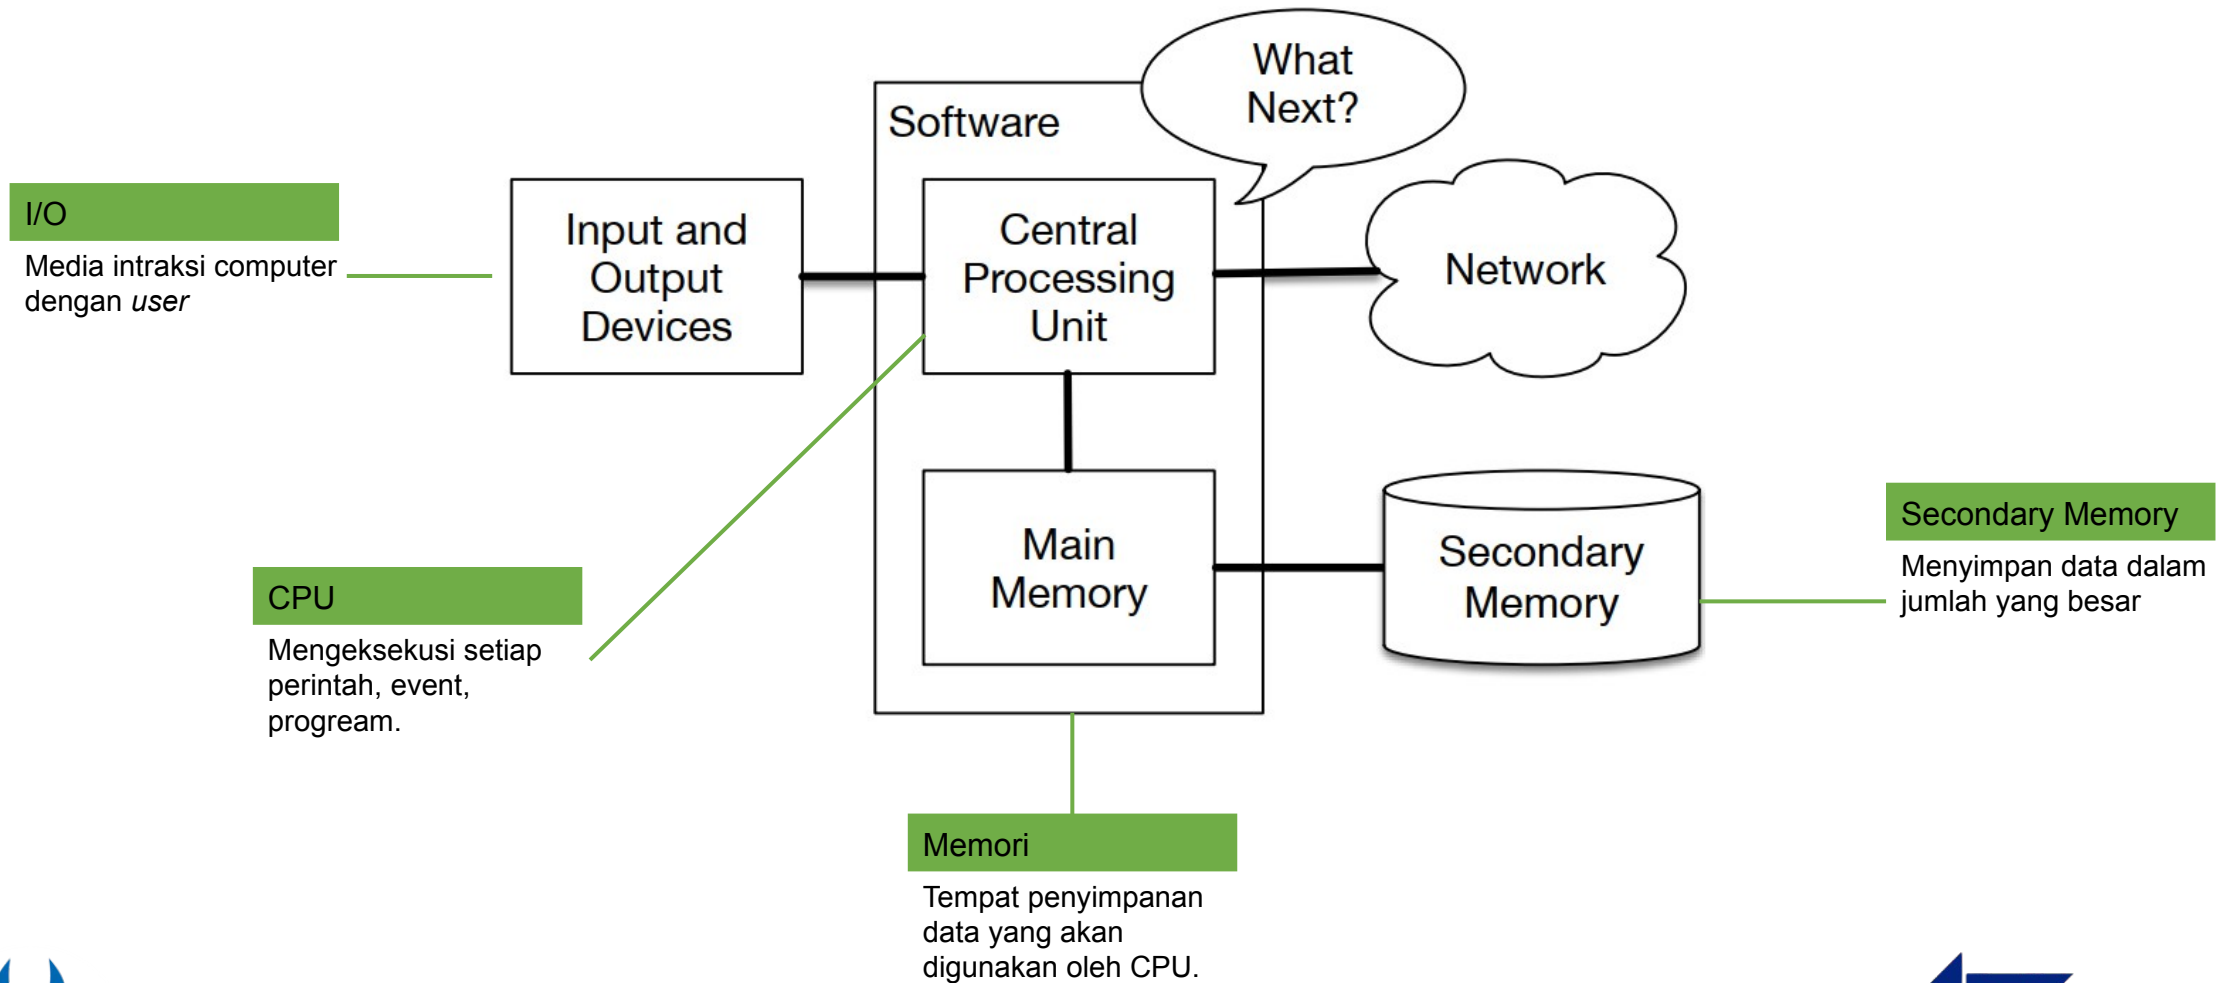 What
Next?
Software
I/O
Media intraksi computer
dengan user
Input and
Output
Devices
Central
Processing
Unit
Network
CPU
Mengeksekusi setiap
perintah, event,
progream.
Main
Memory
Secondary
Memory
Secondary Memory
Menyimpan data dalam
jumlah yang besar
Memori
Tempat penyimpanan
data yang akan
digunakan oleh CPU.